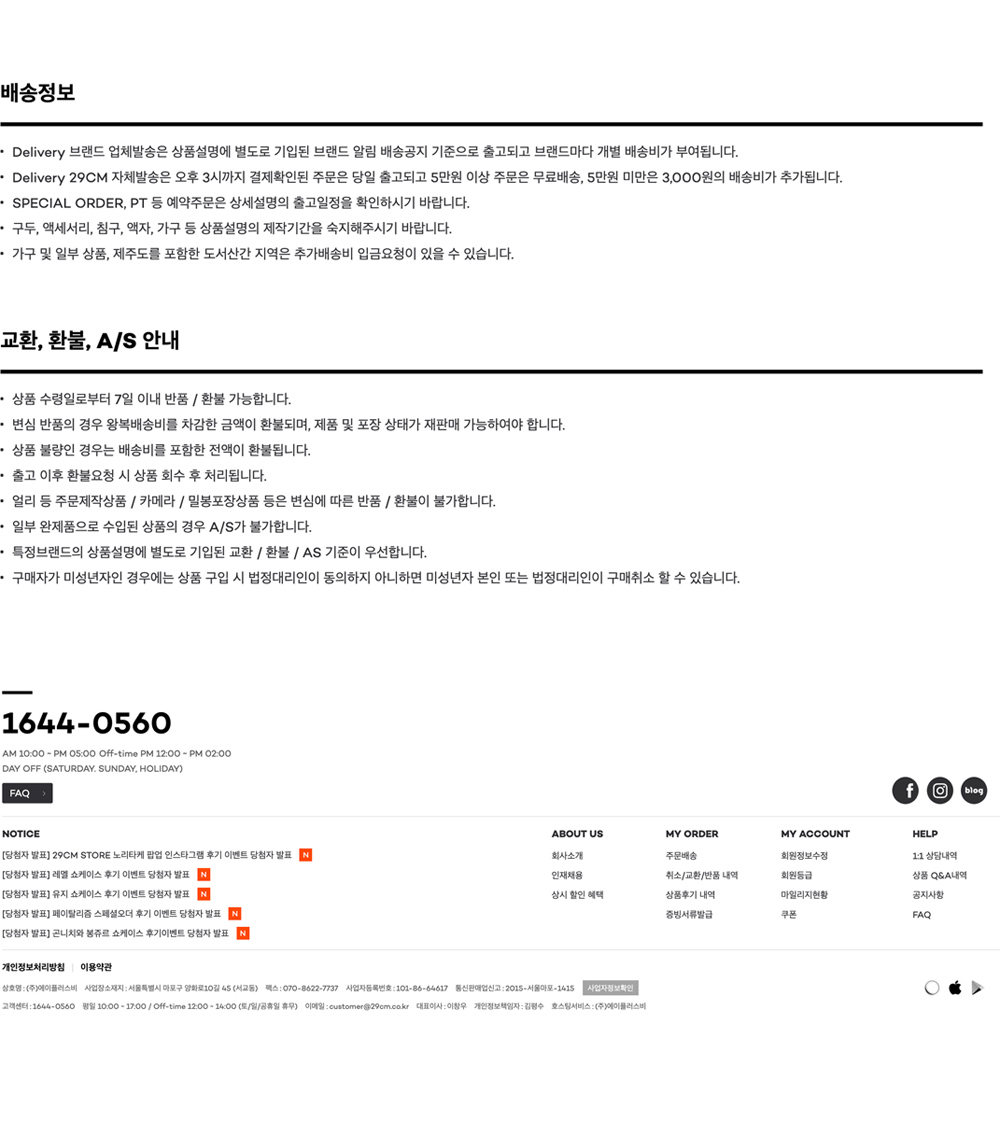 배송정보
• Delivery 브랜드 업체발송은 상품설명에 별도로 기입된 브랜드 알림 배송공지 기준으로 출고되고 브랜드마다 개별 배송비가 부여됩니다.
• Delivery 29CM 자체발송은 오후 3시까지 결제확인된 주문은 당일 출고되고 5만원 이상 주문은 무료배송, 5만원 미만은 3,000원의 배송비가 추가됩니다.
• SPECIAL ORDER, PT 등 예약주문은 상세설명의 출고일정을 확인하시기 바랍니다.
• 구두, 액세서리, 침구, 액자, 가구 등 상품설명의 제작기간을 숙지해주시기 바랍니다.
• 가구 및 일부 상품, 제주도를 포함한 도서산간 지역은 추가배송비 입금요청이 있을 수 있습니다.
교환, 환불, A/S 안내
• 상품 수령일로부터 7일 이내 반품 / 환불 가능합니다.
• 변심 반품의 경우 왕복배송비를 차감한 금액이 환불되며, 제품 및 포장 상태가 재판매 가능하여야 합니다.
• 상품 불량인 경우는 배송비를 포함한 전액이 환불됩니다.
• 출고 이후 환불요청 시 상품 회수 후 처리됩니다.
• 얼리 등 주문제작상품 / 카메라 / 밀봉포장상품 등은 변심에 따른 반품 / 환불이 불가합니다.
• 일부 완제품으로 수입된 상품의 경우 A/S가 불가합니다.
• 특정브랜드의 상품설명에 별도로 기입된 교환 / 환불 / AS 기준이 우선합니다.
• 구매자가 미성년자인 경우에는 상품 구입 시 법정대리인이 동의하지 아니하면 미성년자 본인 또는 법정대리인이 구매취소 할 수 있습니다.
1644-0560
AM 10:00 ~ PM 05:00 Off-time PM 12:00 ~ PM 02:00
DAY OFF (SATURDAY. SUNDAY, HOLIDAY)
FAQ >
f blog
NOTICE ABOUT US MY ORDER MY ACCOUNT HELP
[당첨자 발표] 29CM STORE 노리타케 팝업 인스타그램 후기 이벤트 당첨자 발표 N 회사소개 주문배송 회원정보수정 1:1 상담내역
[당첨자 발표] 레멜 쇼케이스 후기 이벤트 당첨자 발표 N 인재채용 취소/교환/반품 내역 회원등급 상품 Q&A내역
[당첨자 발표] 유지 쇼케이스 후기 이벤트 당첨자 발표 N 상시 할인 혜택 상품후기 내역 마일리지현황 공지사항
[당첨자 발표] 페이탈리즘 스페셜오더 후기 이벤트 당첨자 발표 N 증빙서류발급 쿠폰 FAQ
[당첨자 발표] 곤니치와 봉쥬르 쇼케이스 후기이벤트 당첨자 발표 N
개인정보처리방침 | 이용약관
상호명 : (주)에이플러스비 사업장소재지 : 서울특별시 마포구 양화로10길 45 (서교동) 팩스 : 070-8622-7737 사업자등록번호 : 101-86-64617 통신판매업신고 : 2015-서울마포-1415 사업자정보확인
고객센터 : 1644-0560 평일 10:00 ~ 17:00 / Off-time 12:00 ~ 14:00 (토/일/공휴일 휴무) 이메일 : customer@29cm.co.kr 대표이사 : 이창우 개인정보책임자 : 김평수 호스팅서비스 : (주)에이플러스비